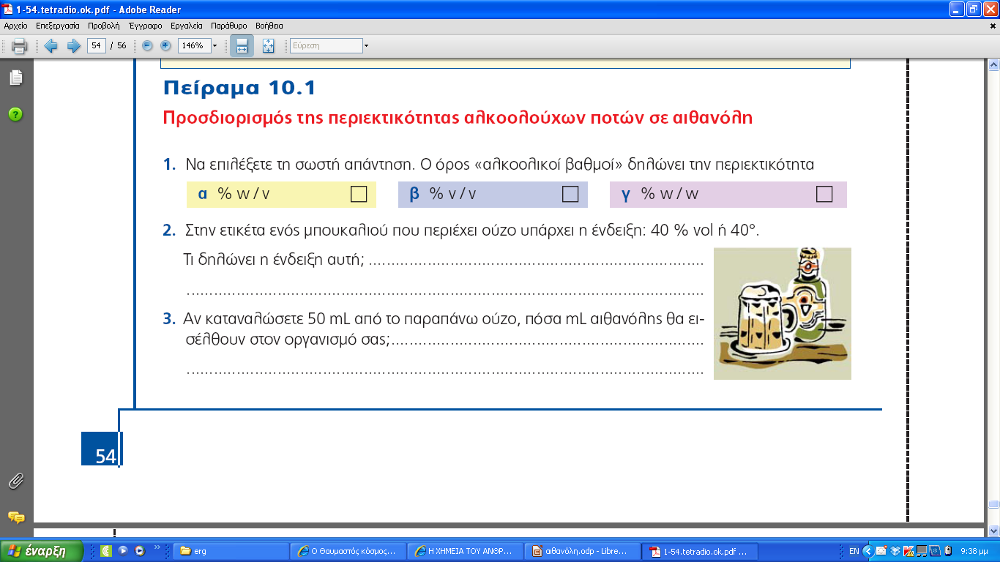 1-54.tetradio.ok.pdf - Adobe Reader
Αρχείο Επεξεργασία Προβολή Έγγραφο Εργαλεία Παράθυρο Βοήθεια
54 / 56 146% Εύρεση
Πείραμα 10.1
Προσδιορισμός της περιεκτικότητας αλκοολούχων ποτών σε αιθανόλη
1. Να επιλέξετε τη σωστή απάντηση. Ο όρος «αλκοολικοί βαθμοί» δηλώνει την περιεκτικότητα
α % w / v β % v / v γ % w / w
2. Στην ετικέτα ενός μπουκαλιού που περιέχει ούζο υπάρχει η ένδειξη: 40 % vol ή 40°.
Τι δηλώνει η ένδειξη αυτή; ..............................................................................
........................................................................................................................
3. Αν καταναλώσετε 50 mL από το παραπάνω ούζο, πόσα mL αιθανόλης θα ει-
σέλθουν στον οργανισμό σας;.........................................................................
........................................................................................................................
54
έναρξη erg Ο Θαυμαστός κόσμος... Η ΧΗΜΕΙΑ ΤΟΥ ΑΝΘΡ... αιθανόλη.odp - Libre... 1-54.tetradio.ok.pdf ... EN 9:38 μμ